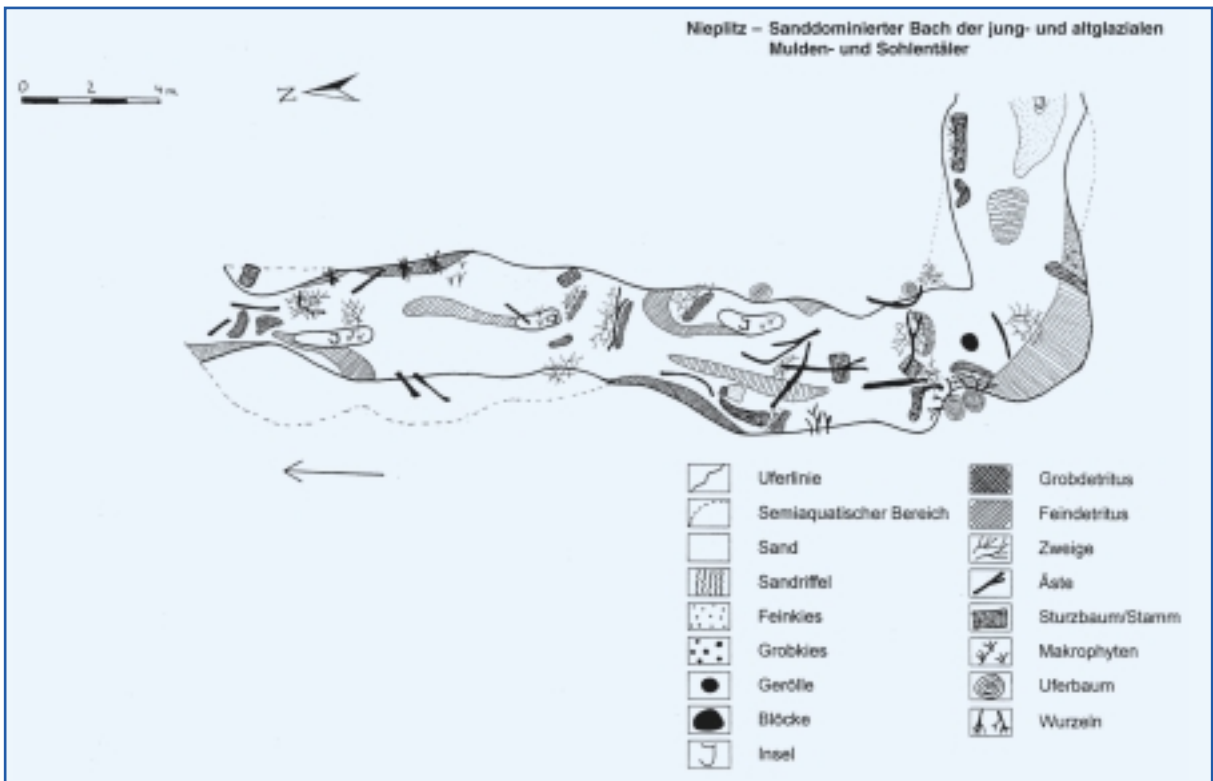 Nieplitz – Sanddominierter Bach der jung- und altglazialen
Mulden- und Sohlentäler
0 2 4 m
N
J
J
J
J
Uferlinie
Semiaquatischer Bereich
Sand
Sandriffel
Feinkies
Grobkies
Gerölle
Blöcke
J Insel
Grobdetritus
Feindetritus
Zweige
Äste
Sturzbaum/Stamm
Makrophyten
Uferbaum
Wurzeln